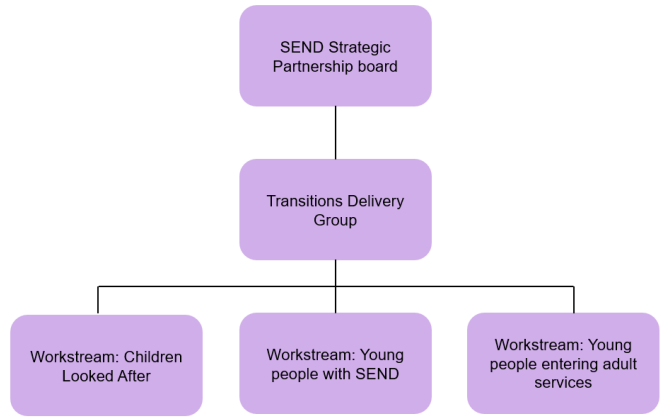 SEND Strategic
Partnership board
Transitions Delivery
Group
Workstream: Children
Looked After
Workstream: Young
people with SEND
Workstream: Young
people entering adult
services